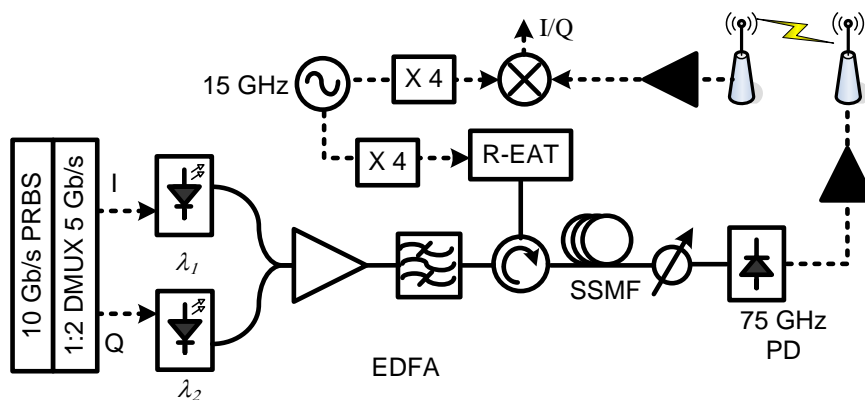 I/Q
15 GHz
X 4
X 4
R-EAT
10 Gb/s PRBS
1:2 DMUX 5 Gb/s
I
λ1
Q
λ2
SSMF
EDFA
75 GHz
PD